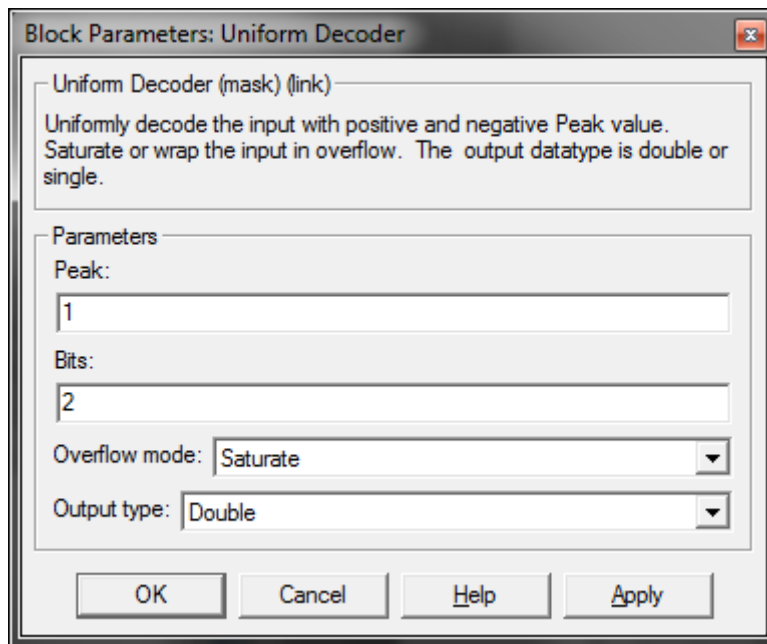 Block Parameters: Uniform Decoder
Uniform Decoder (mask) (link)
Uniformly decode the input with positive and negative Peak value.
Saturate or wrap the input in overflow.  The  output datatype is double or
single.
Parameters
Peak:
1
Bits:
2
Overflow mode: Saturate
Output type: Double
OK Cancel Help Apply